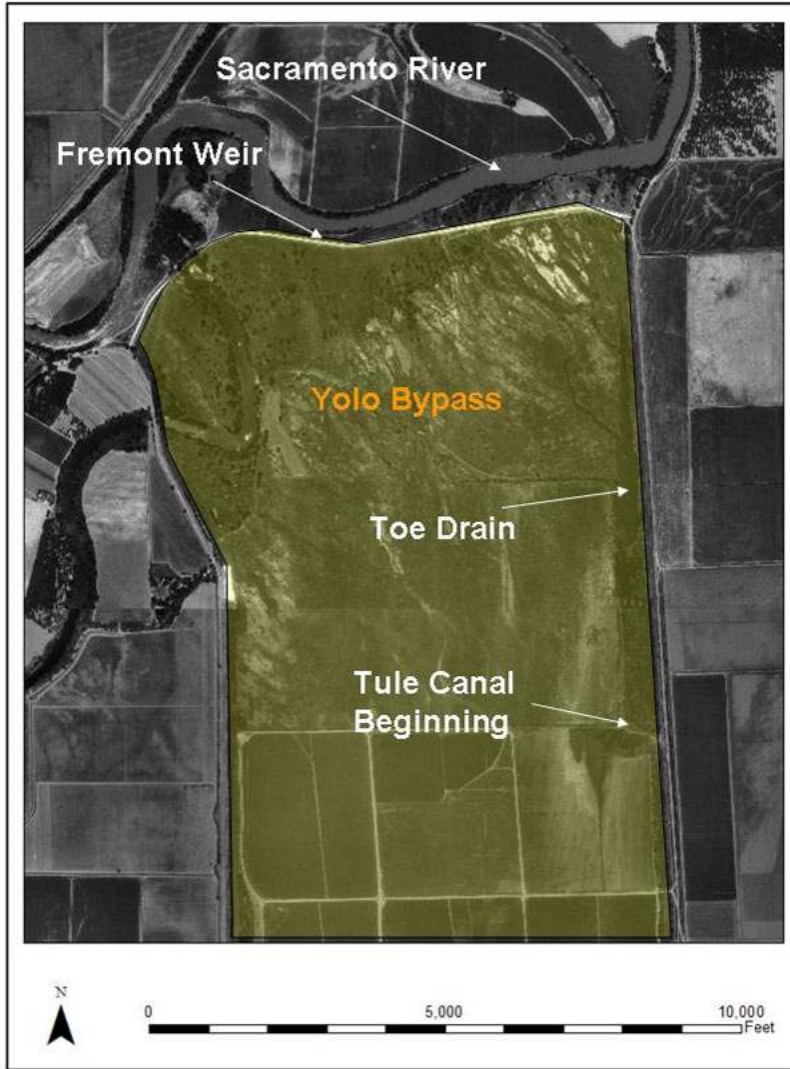 Sacramento River
Fremont Weir
Yolo Bypass
Toe Drain
Tule Canal
Beginning
N
0 5,000 10,000
Feet